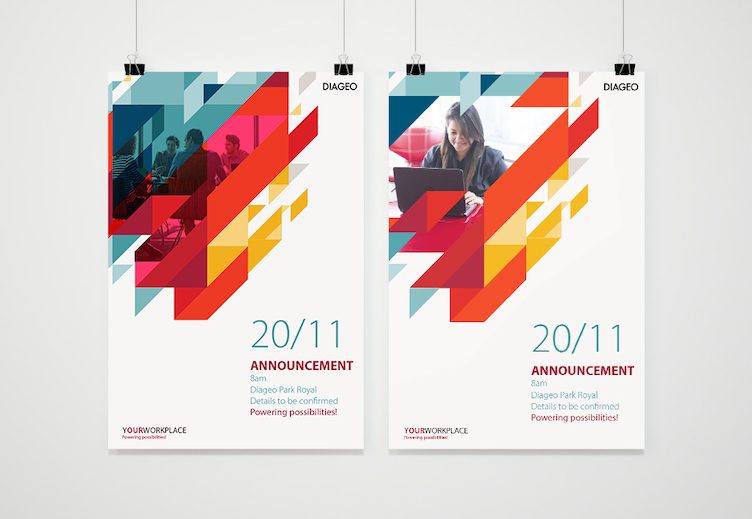 DIAGEO
20/11
ANNOUNCEMENT
8am
Diageo Park Royal
Details to be confirmed
Powering possibilities!
YOURWORKPLACE
Powering possibilities!
DIAGEO
20/11
ANNOUNCEMENT
8am
Diageo Park Royal
Details to be confirmed
Powering possibilities!
YOURWORKPLACE
Powering possibilities!